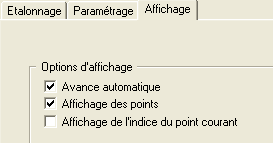 Etalonnage Paramétrage Affichage
Options d'affichage
Avance automatique
Affichage des points
Affichage de l'indice du point courant